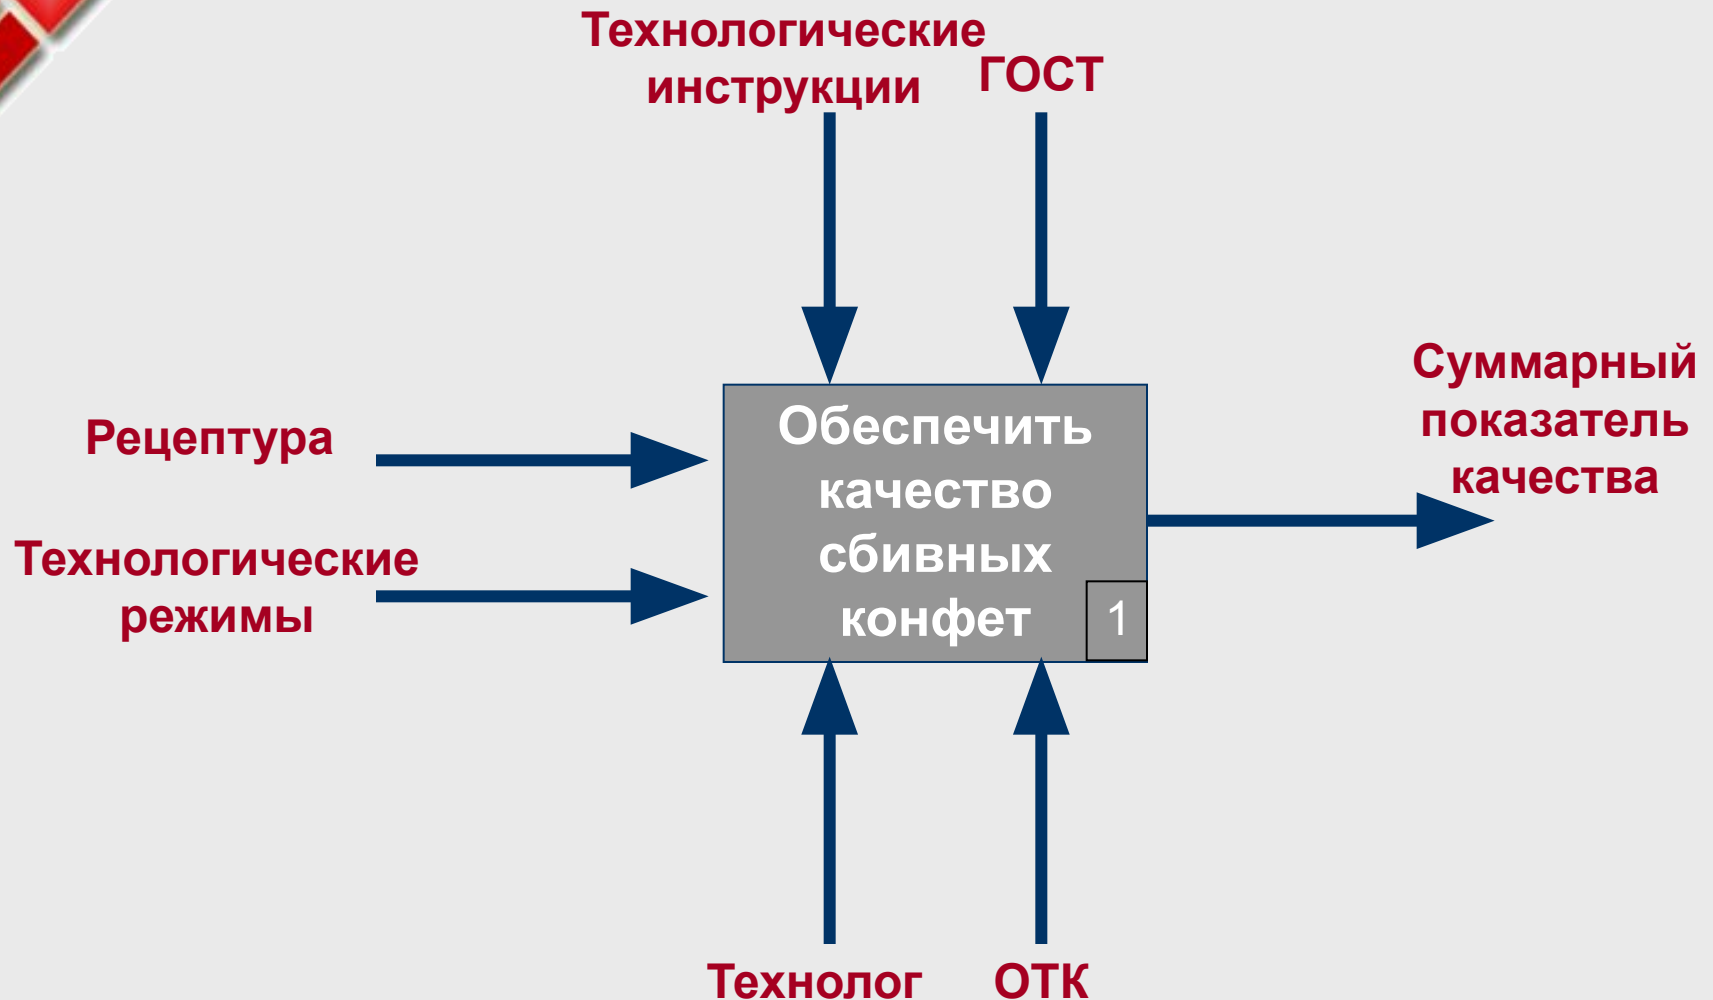 Технологические
инструкции
ГОСТ
Рецептура
Технологические
режимы
Обеспечить
качество
сбивных
конфет
1
Суммарный
показатель
качества
Технолог
ОТК